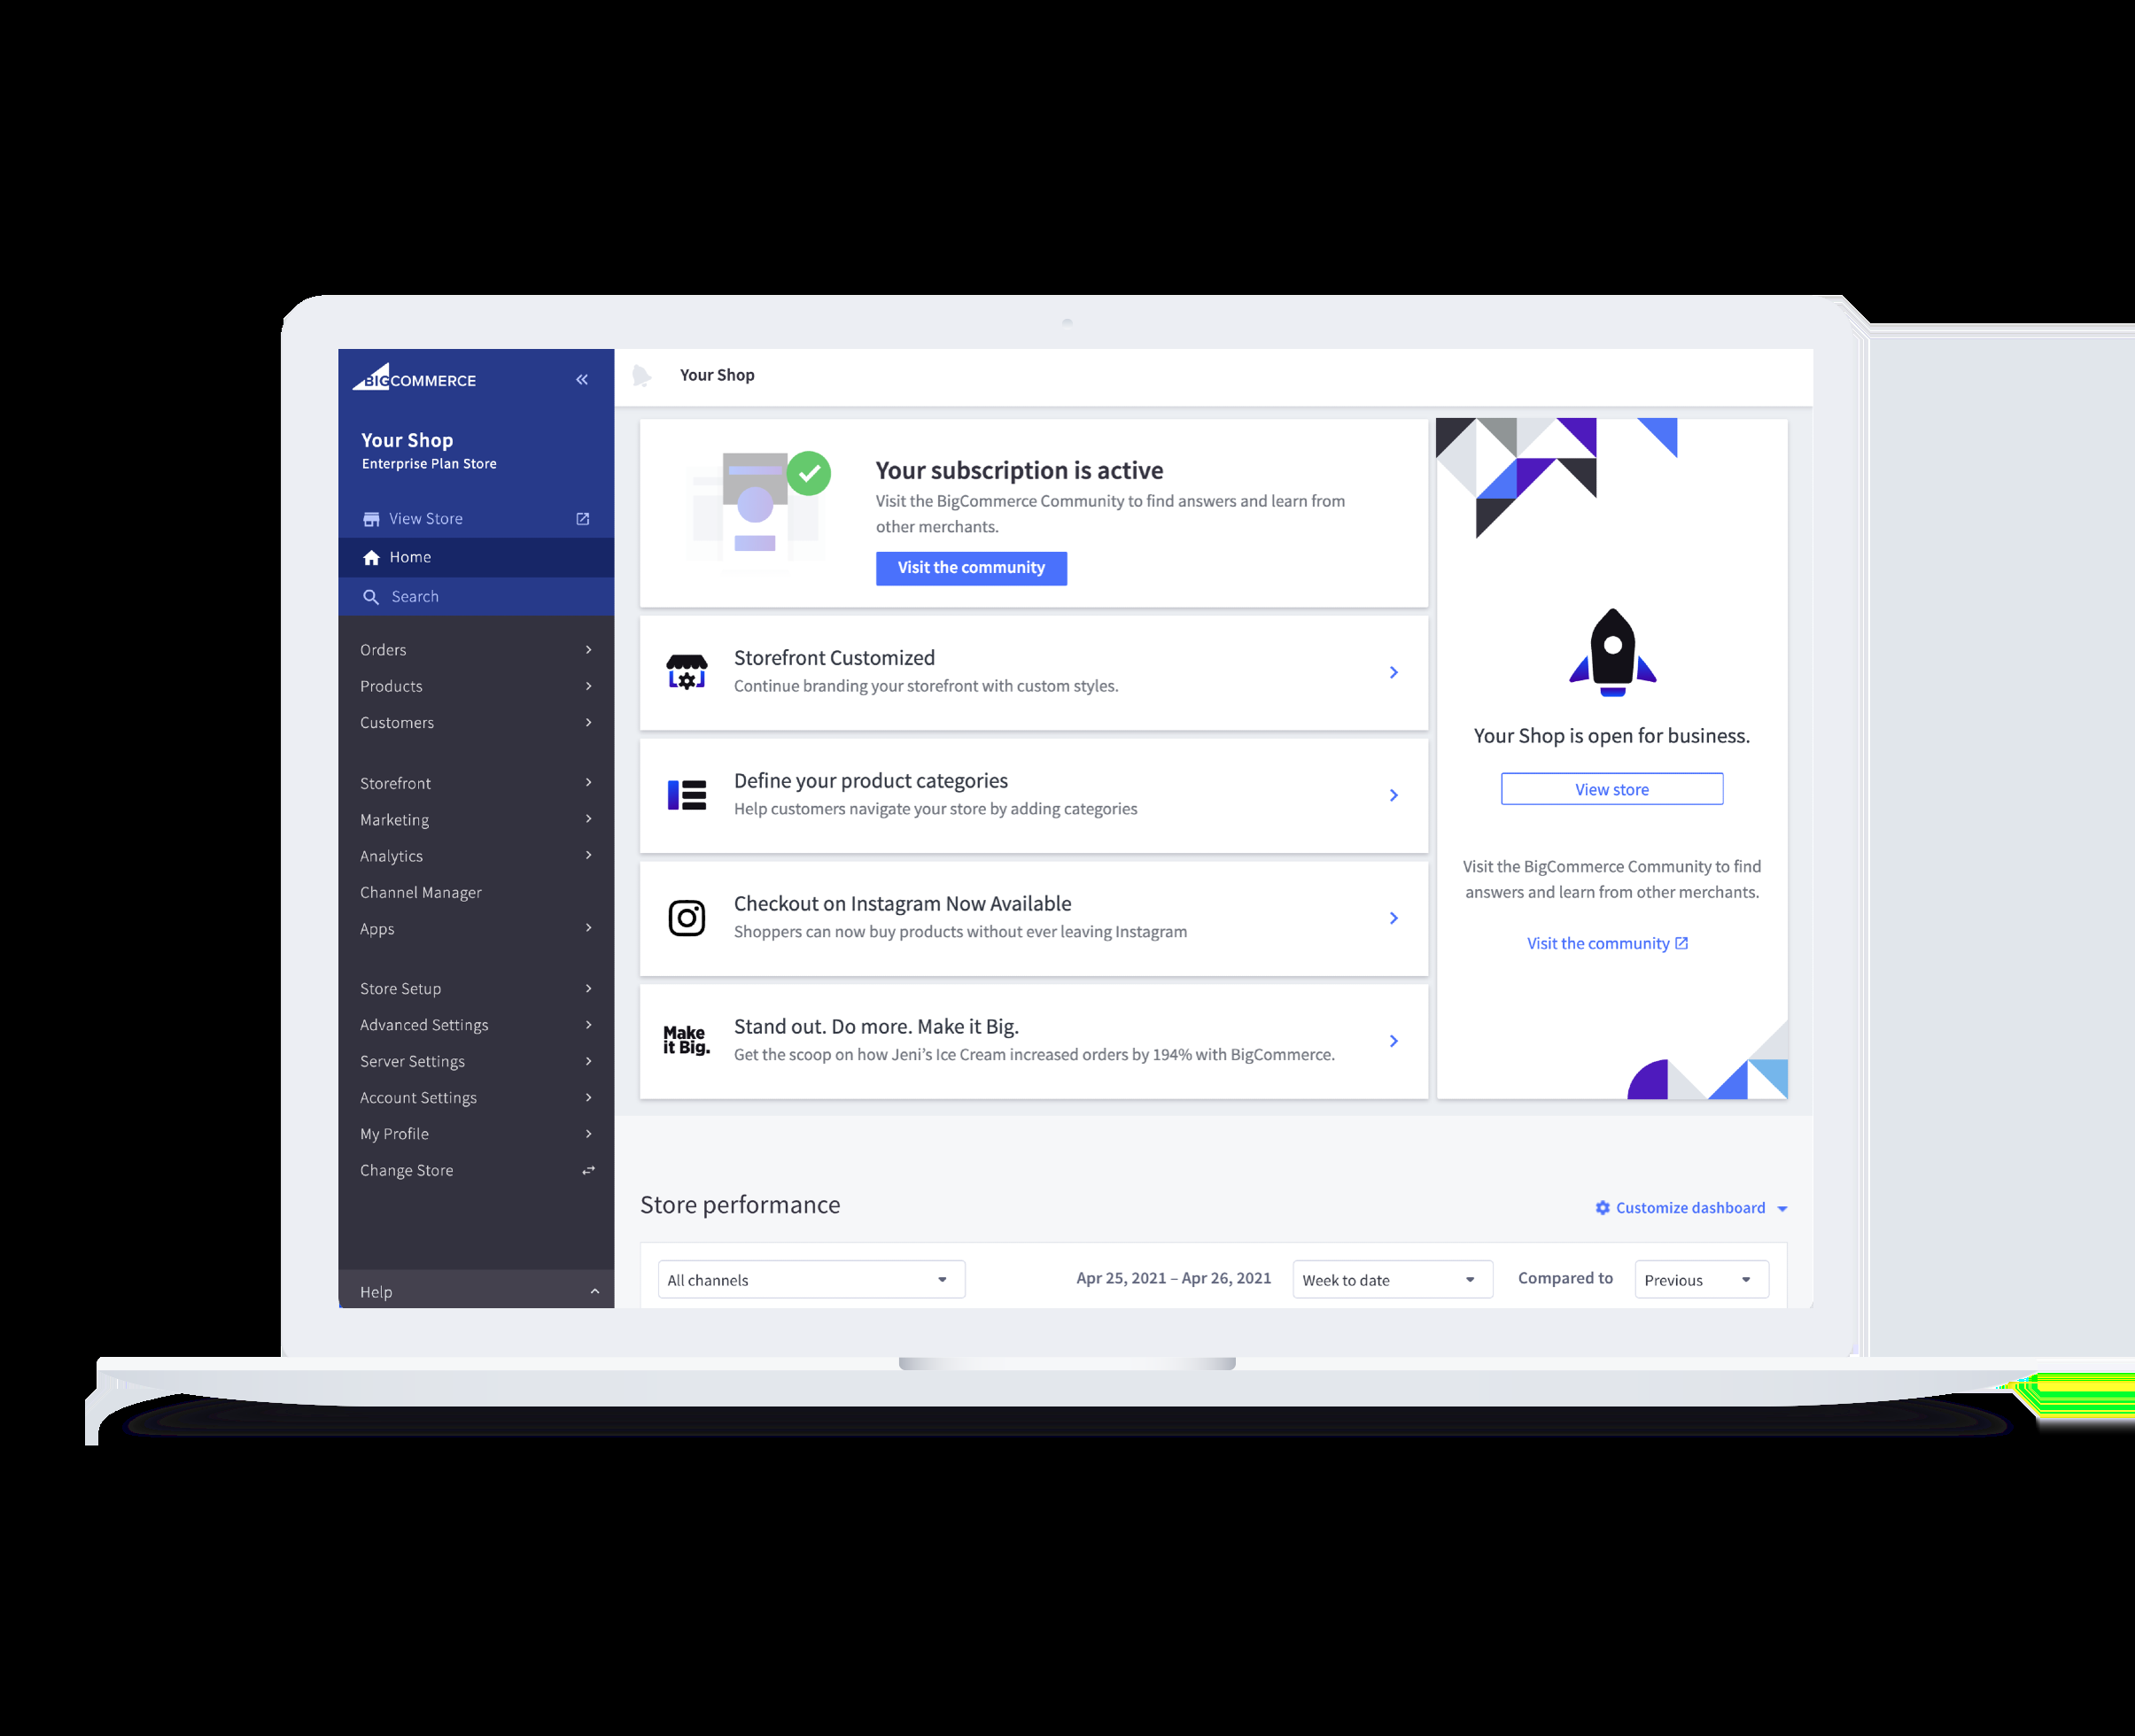 BIGCOMMERCE
Your Shop
Enterprise Plan Store
View Store
Home
Search
Orders
Products
Customers
Storefront
Marketing
Analytics
Channel Manager
Apps
Store Setup
Advanced Settings
Server Settings
Account Settings
My Profile
Change Store
Help
Your Shop
Your subscription is active
Visit the BigCommerce Community to find answers and learn from
other merchants.
Visit the community
Storefront Customized
Continue branding your storefront with custom styles.
Define your product categories
Help customers navigate your store by adding categories
Checkout on Instagram Now Available
Shoppers can now buy products without ever leaving Instagram
Make
it Big.
Stand out. Do more. Make it Big.
Get the scoop on how Jeni’s Ice Cream increased orders by 194% with BigCommerce.
Your Shop is open for business.
View store
Visit the BigCommerce Community to find
answers and learn from other merchants.
Visit the community
Store performance
Customize dashboard
All channels
Apr 25, 2021 – Apr 26, 2021
Week to date
Compared to
Previous